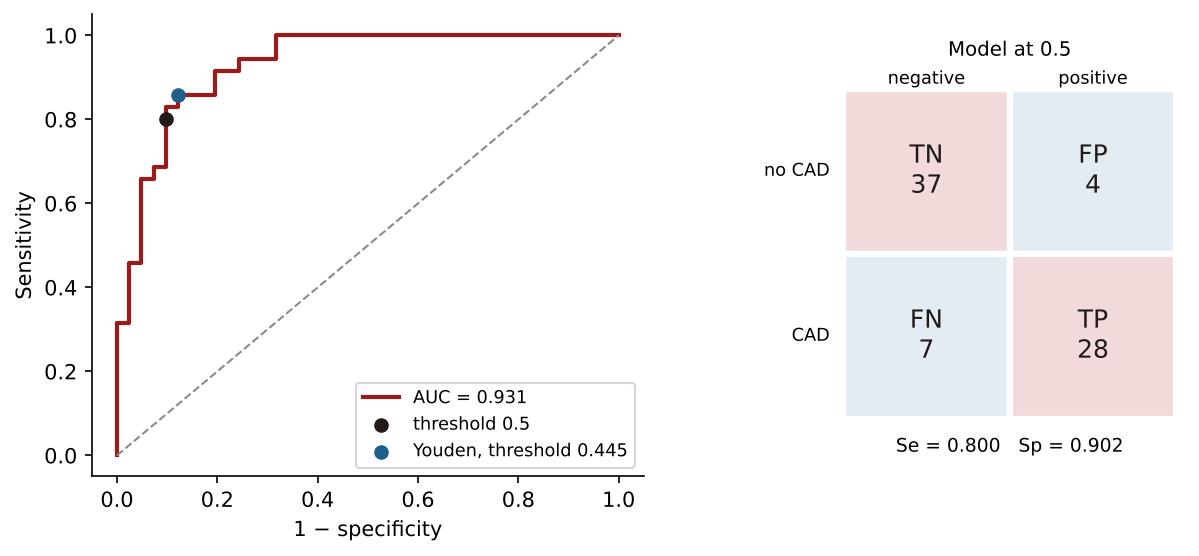 1.0
0.8
0.6
0.4
0.2
0.0
Sensitivity
0.0 0.2 0.4 0.6 0.8 1.0
1 − specificity
AUC = 0.931
threshold 0.5
Youden, threshold 0.445
Model at 0.5
negative positive
no CAD
TN
37
FP
4
CAD
FN
7
TP
28
Se = 0.800 Sp = 0.902